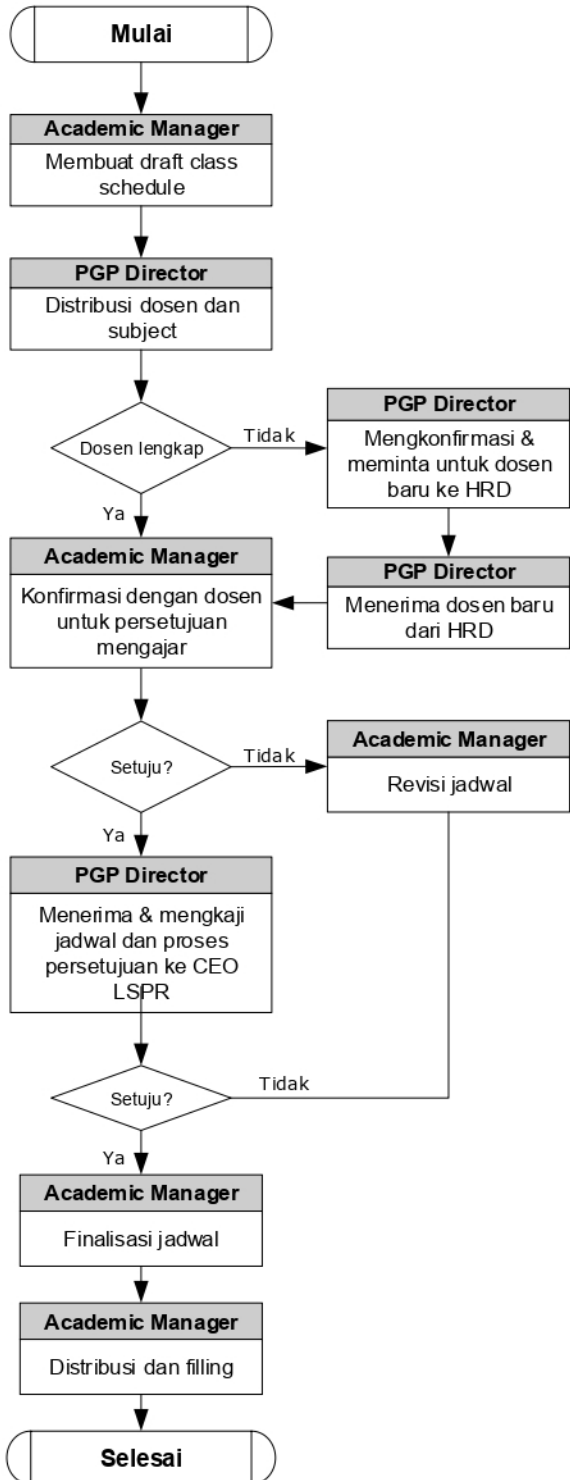 Mulai
Academic Manager
Membuat draft class
schedule
PGP Director
Distribusi dosen dan
subject
Dosen lengkap
Tidak
PGP Director
Mengkonfirmasi &
meminta untuk dosen
baru ke HRD
Ya
PGP Director
Menerima dosen baru
dari HRD
Academic Manager
Konfirmasi dengan dosen
untuk persetujuan
mengajar
Setuju?
Tidak
Academic Manager
Revisi jadwal
Ya
PGP Director
Menerima & mengkaji
jadwal dan proses
persetujuan ke CEO
LSPR
Setuju?
Tidak
Ya
Academic Manager
Finalisasi jadwal
Academic Manager
Distribusi dan filling
Selesai